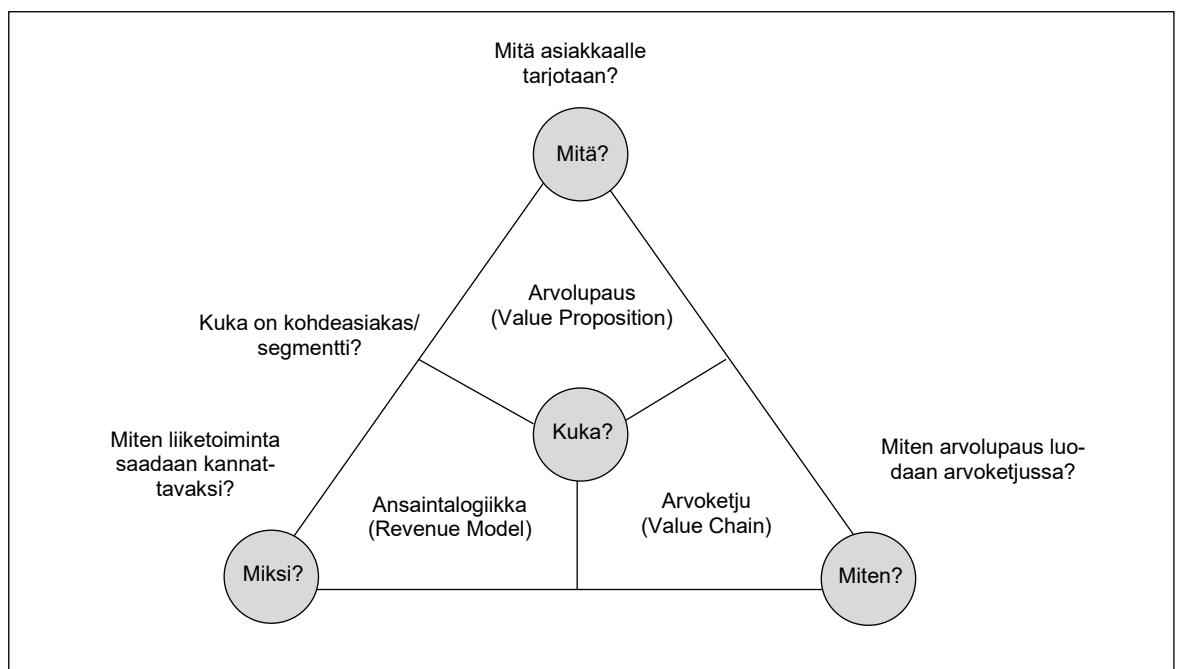 Mitä asiakkaalle
tarjotaan?
Mitä?
Arvolupaus
(Value Proposition)
Kuka on kohdeasiakas/
segmentti?
Kuka?
Miten liiketoiminta
saadaan kannat-
tavaksi?
Miten arvolupaus luo-
daan arvoketjussa?
Ansaintalogiikka
(Revenue Model)
Arvoketju
(Value Chain)
Miksi?
Miten?